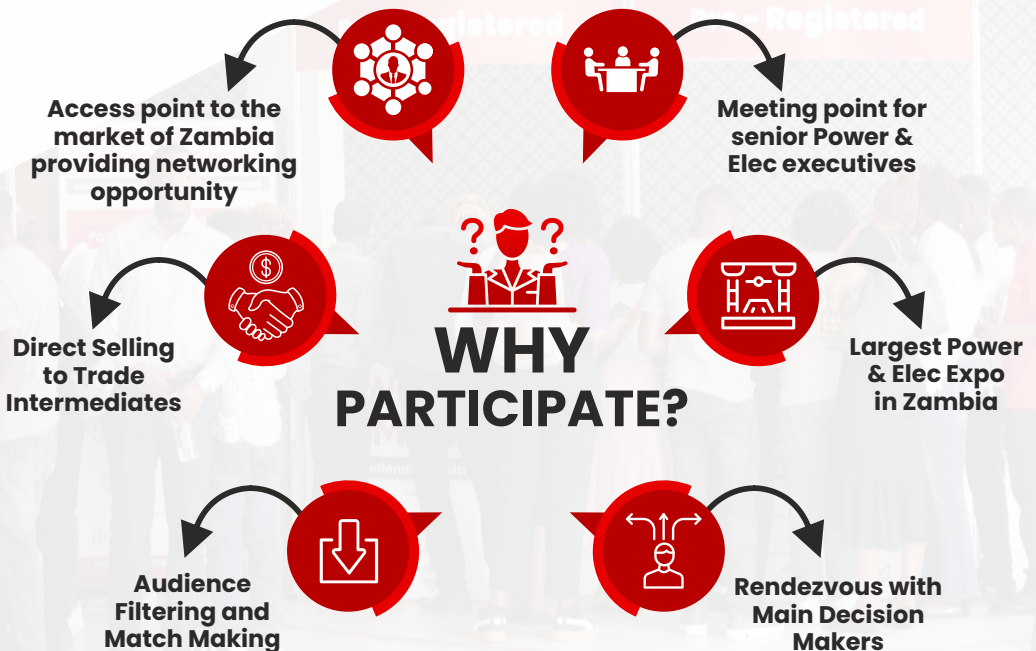 Pre - Registered
Access point to the
market of Zambia
providing networking
opportunity
Meeting point for
senior Power &
Elec executives
?
?
$
WHY
PARTICIPATE?
Direct Selling
to Trade
Intermediates
Largest Power
& Elec Expo
in Zambia
Audience
Filtering and
Match Making
Rendezvous with
Main Decision
Makers